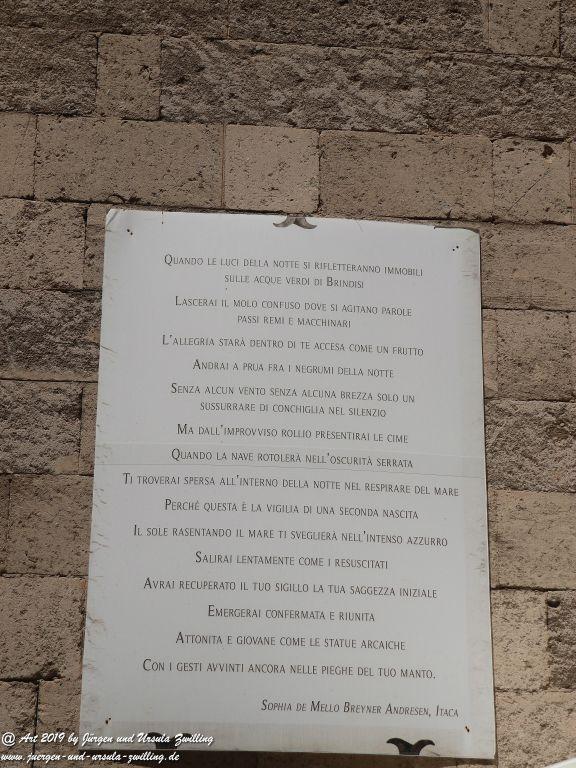 Quando le luci della notte si rifletteranno immobili
sulle acque verdi di Brindisi
Lascerai il molo confuso dove si agitano parole
passi remi e macchinari
L'allegria starà dentro di te accesa come un frutto
Andrai a prua fra i negrumi della notte
Senza alcun vento senza alcuna brezza solo un
sussurrare di conchiglia nel silenzio
Ma dall'improvviso rollio presentirai le cime
Quando la nave rotolerà nell'oscurità serrata
Ti troverai spersa all'interno della notte nel respirare del mare
Perché questa è la vigilia di una seconda nascita
Il sole rasentando il mare ti sveglierà nell'intenso azzurro
Salirai lentamente come i resuscitati
Avrai recuperato il tuo sigillo la tua saggezza iniziale
Emergerai confermata e riunita
Attonita e giovane come le statue arcaiche
Con i gesti avvinti ancora nelle pieghe del tuo manto.
Sophia de Mello Breyner Andresen, Itaca
@ Art 2019 by Jürgen und Ursula Zwilling
www.juergen-und-ursula-zwilling.de